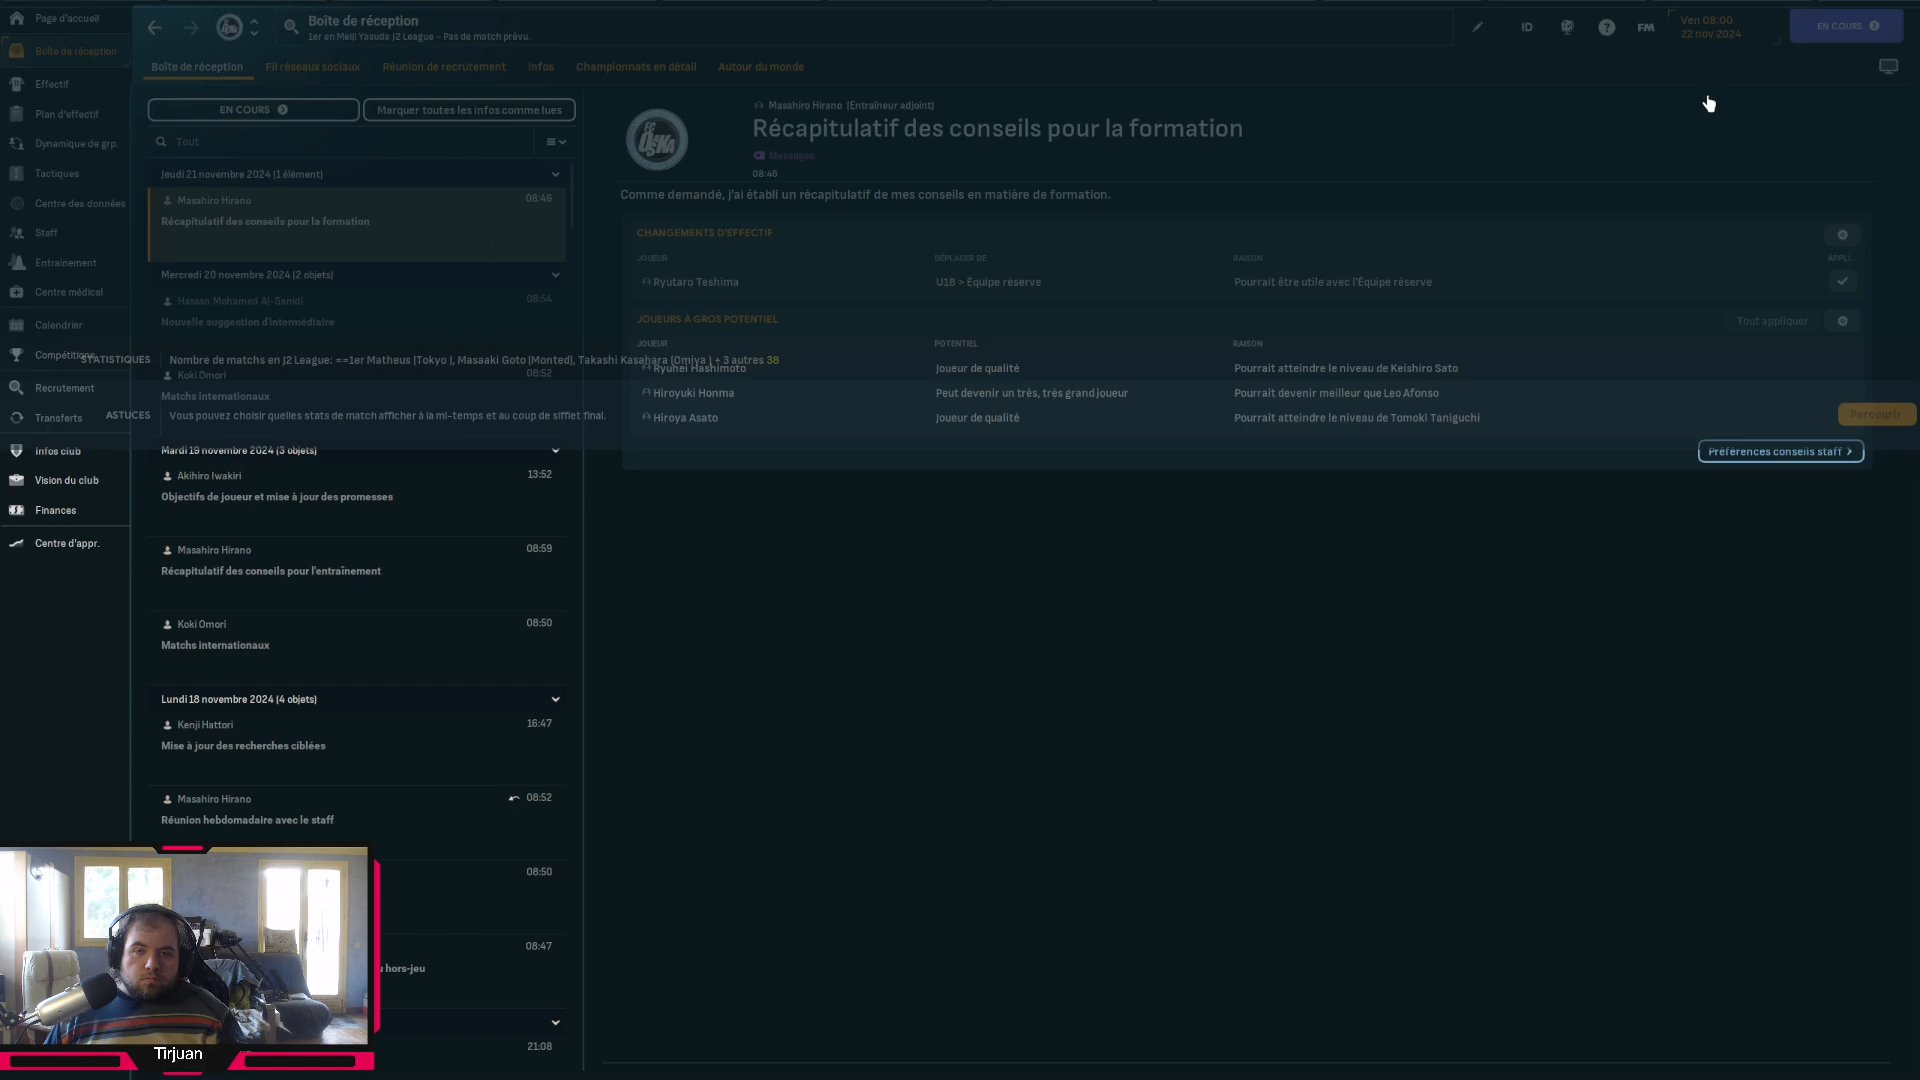 Page d'accueil
Boîte de réception
Effectif
Plan d'effectif
Dynamique de grp.
Tactiques
Centre des données
Staff
Entraînement
Centre médical
Calendrier
Compétitions
Recrutement
Transferts
Infos club
Vision du club
Finances
Centre d'appr.
Boîte de réception
1er en Meiji Yasuda J2 League - Pas de match prévu.
ID
FM
Ven 08:00
22 nov 2024
EN COURS
Boîte de réception
Fil réseaux sociaux
Réunion de recrutement
Infos
Championnats en détail
Autour du monde
EN COURS
Marquer toutes les infos comme lues
Tout
Jeudi 21 novembre 2024 (1 élément)
Masahiro Hirano 08:46
Récapitulatif des conseils pour la formation
Mercredi 20 novembre 2024 (2 objets)
Hassan Mohamed Al-Sanidi 08:54
Nouvelle suggestion d'intermédiaire
STATISTIQUES
Nombre de matchs en J2 League: ==1er Matheus (Tokyo ), Masaaki Goto (Monted), Takashi Kasahara (Omiya ) + 3 autres 38
Koki Omori 08:52
Matchs internationaux
ASTUCES
Vous pouvez choisir quelles stats de match afficher à la mi-temps et au coup de sifflet final.
Parcourir
Mardi 19 novembre 2024 (3 objets)
Akihiro Iwakiri 13:52
Objectifs de joueur et mise à jour des promesses
Masahiro Hirano 08:59
Récapitulatif des conseils pour l'entraînement
Koki Omori 08:50
Matchs internationaux
Lundi 18 novembre 2024 (4 objets)
Kenji Hattori 16:47
Mise à jour des recherches ciblées
Masahiro Hirano 08:52
Réunion hebdomadaire avec le staff
08:50
08:47
u hors-jeu
21:08
FC
OSAKA
Masahiro Hirano (Entraîneur adjoint)
Récapitulatif des conseils pour la formation
Messages
08:46
Comme demandé, j'ai établi un récapitulatif de mes conseils en matière de formation.
CHANGEMENTS D'EFFECTIF
JOUEUR DÉPLACER DE RAISON APPLI...
Ryutaro Teshima U18 > Équipe réserve Pourrait être utile avec l'Équipe réserve
JOUEURS À GROS POTENTIEL
Tout appliquer
JOUEUR POTENTIEL RAISON
Ryuhei Hashimoto Joueur de qualité Pourrait atteindre le niveau de Keishiro Sato
Hiroyuki Honma Peut devenir un très, très grand joueur Pourrait devenir meilleur que Leo Afonso
Hiroya Asato Joueur de qualité Pourrait atteindre le niveau de Tomoki Taniguchi
Préférences conseils staff
Tirjuan